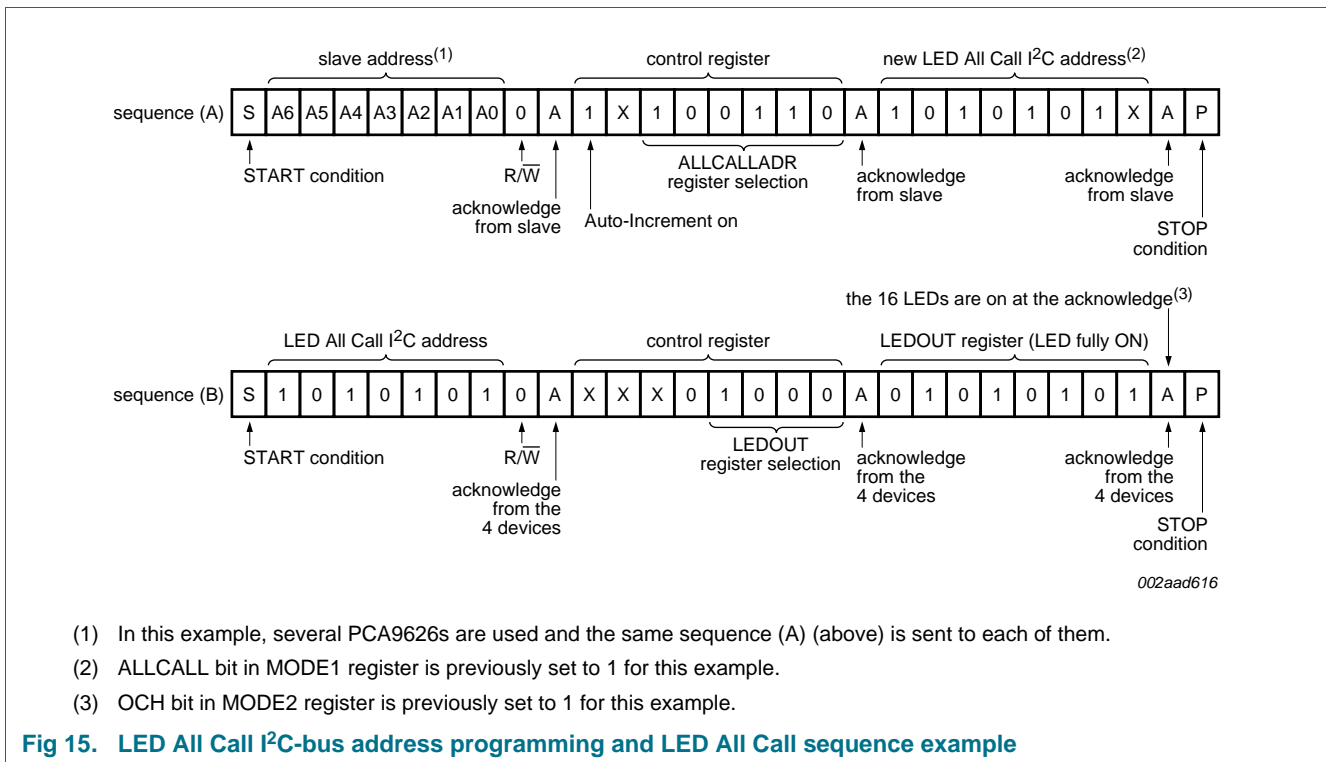 slave address(1) control register new LED All Call I2C address(2)
sequence (A) S A6 A5 A4 A3 A2 A1 A0 0 A 1 X 1 0 0 1 1 0 A 1 0 1 0 1 0 1 X A P
START condition R/W acknowledge from slave Auto-Increment on ALLCALLADR register selection acknowledge from slave acknowledge from slave STOP condition
the 16 LEDs are on at the acknowledge(3)
LED All Call I2C address control register LEDOUT register (LED fully ON)
sequence (B) S 1 0 1 0 1 0 1 0 A X X X 0 1 0 0 0 A 0 1 0 1 0 1 0 1 A P
START condition R/W acknowledge from the 4 devices LEDOUT register selection acknowledge from the 4 devices acknowledge from the 4 devices STOP condition
002aad616
(1) In this example, several PCA9626s are used and the same sequence (A) (above) is sent to each of them.
(2) ALLCALL bit in MODE1 register is previously set to 1 for this example.
(3) OCH bit in MODE2 register is previously set to 1 for this example.
Fig 15. LED All Call I2C-bus address programming and LED All Call sequence example